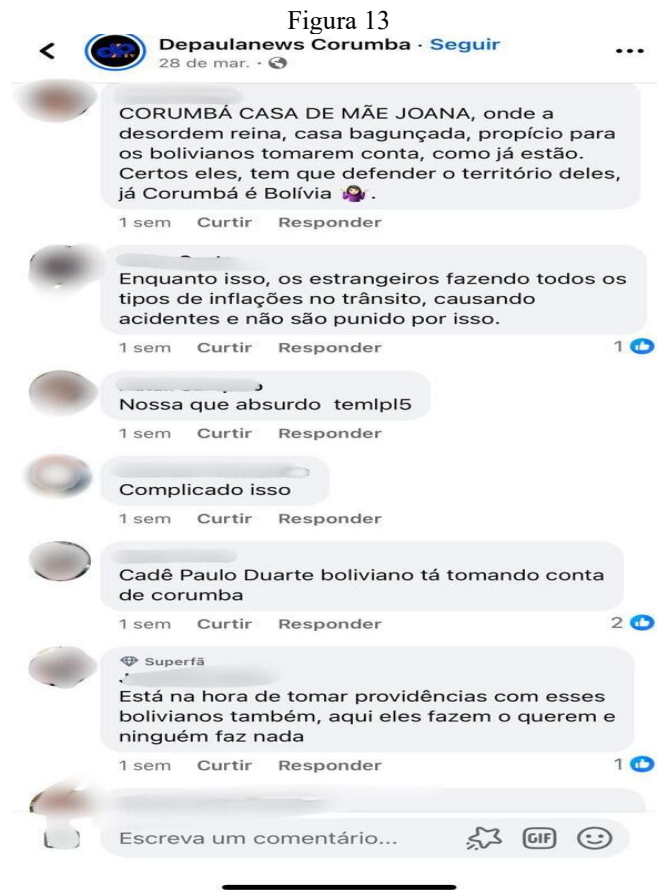 Figura 13
Depaulanews Corumba · Seguir
28 de mar. ·
CORUMBÁ CASA DE MÃE JOANA, onde a
desordem reina, casa bagunçada, propício para
os bolivianos tomarem conta, como já estão.
Certos eles, tem que defender o território deles,
já Corumbá é Bolívia 🤷🏻‍♀️.
1 sem Curtir Responder
Enquanto isso, os estrangeiros fazendo todos os
tipos de inflações no trânsito, causando
acidentes e não são punido por isso.
1 sem Curtir Responder 1
Nossa que absurdo temlpl5
1 sem Curtir Responder
Complicado isso
1 sem Curtir Responder
Cadê Paulo Duarte boliviano tá tomando conta
de corumba
1 sem Curtir Responder 2
Superfã
Está na hora de tomar providências com esses
bolivianos também, aqui eles fazem o querem e
ninguém faz nada
1 sem Curtir Responder 1
Escreva um comentário... GIF